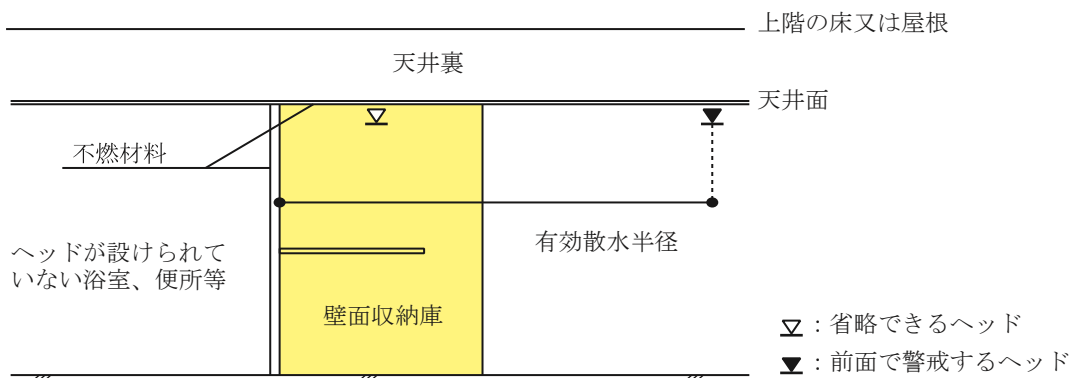 上階の床又は屋根
天井裏
天井面
不燃材料
有効散水半径
ヘッドが設けられて
いない浴室、便所等
壁面収納庫
：省略できるヘッド
：前面で警戒するヘッド